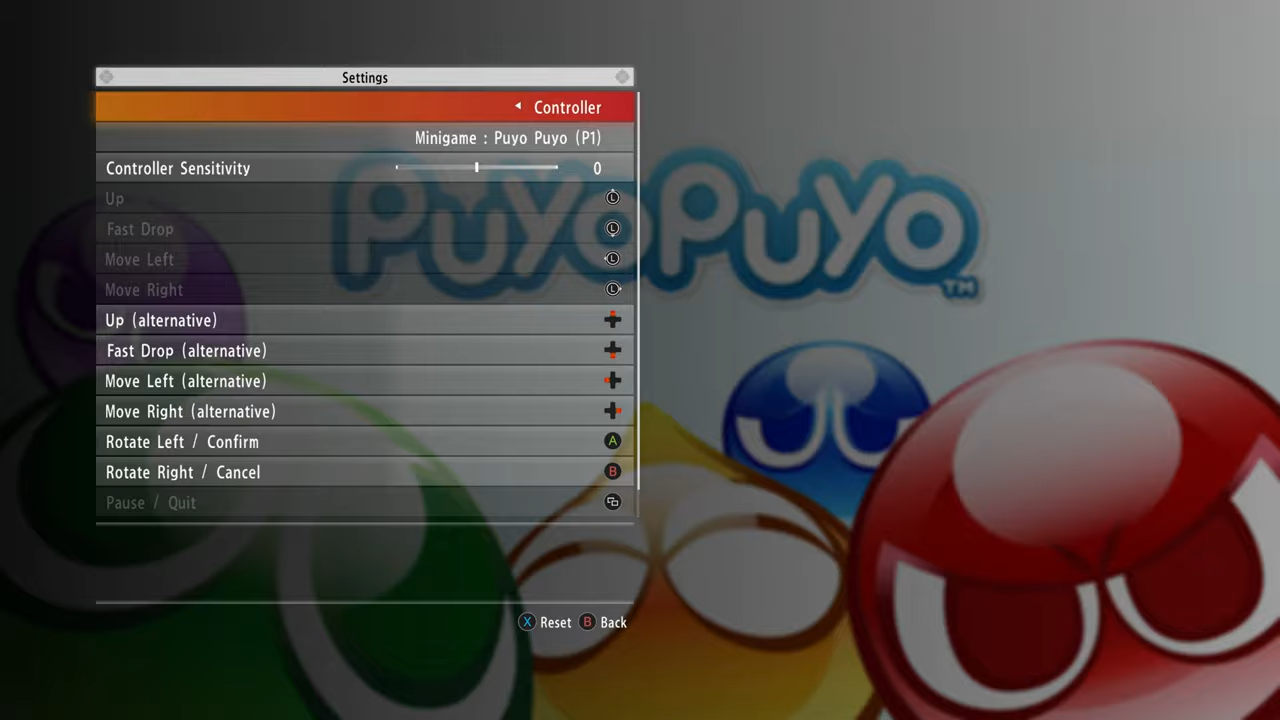 Settings
Controller
Minigame : Puyo Puyo (P1)
Controller Sensitivity 0
Up L
Fast Drop L
Move Left L
Move Right L
Up (alternative)
Fast Drop (alternative)
Move Left (alternative)
Move Right (alternative)
Rotate Left / Confirm A
Rotate Right / Cancel B
Pause / Quit
X Reset B Back
PuyoPuyo™